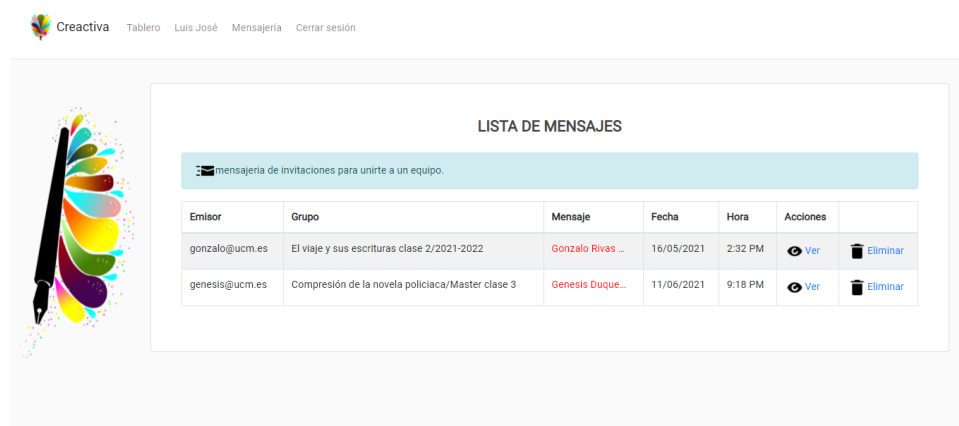 Creactiva Tablero Luis José Mensajería Cerrar sesión
LISTA DE MENSAJES
mensajeria de invitaciones para unirte a un equipo.
Emisor Grupo Mensaje Fecha Hora Acciones
gonzalo@ucm.es El viaje y sus escrituras clase 2/2021-2022 Gonzalo Rivas ... 16/05/2021 2:32 PM Ver Eliminar
genesis@ucm.es Compresión de la novela policiaca/Master clase 3 Genesis Duque... 11/06/2021 9:18 PM Ver Eliminar